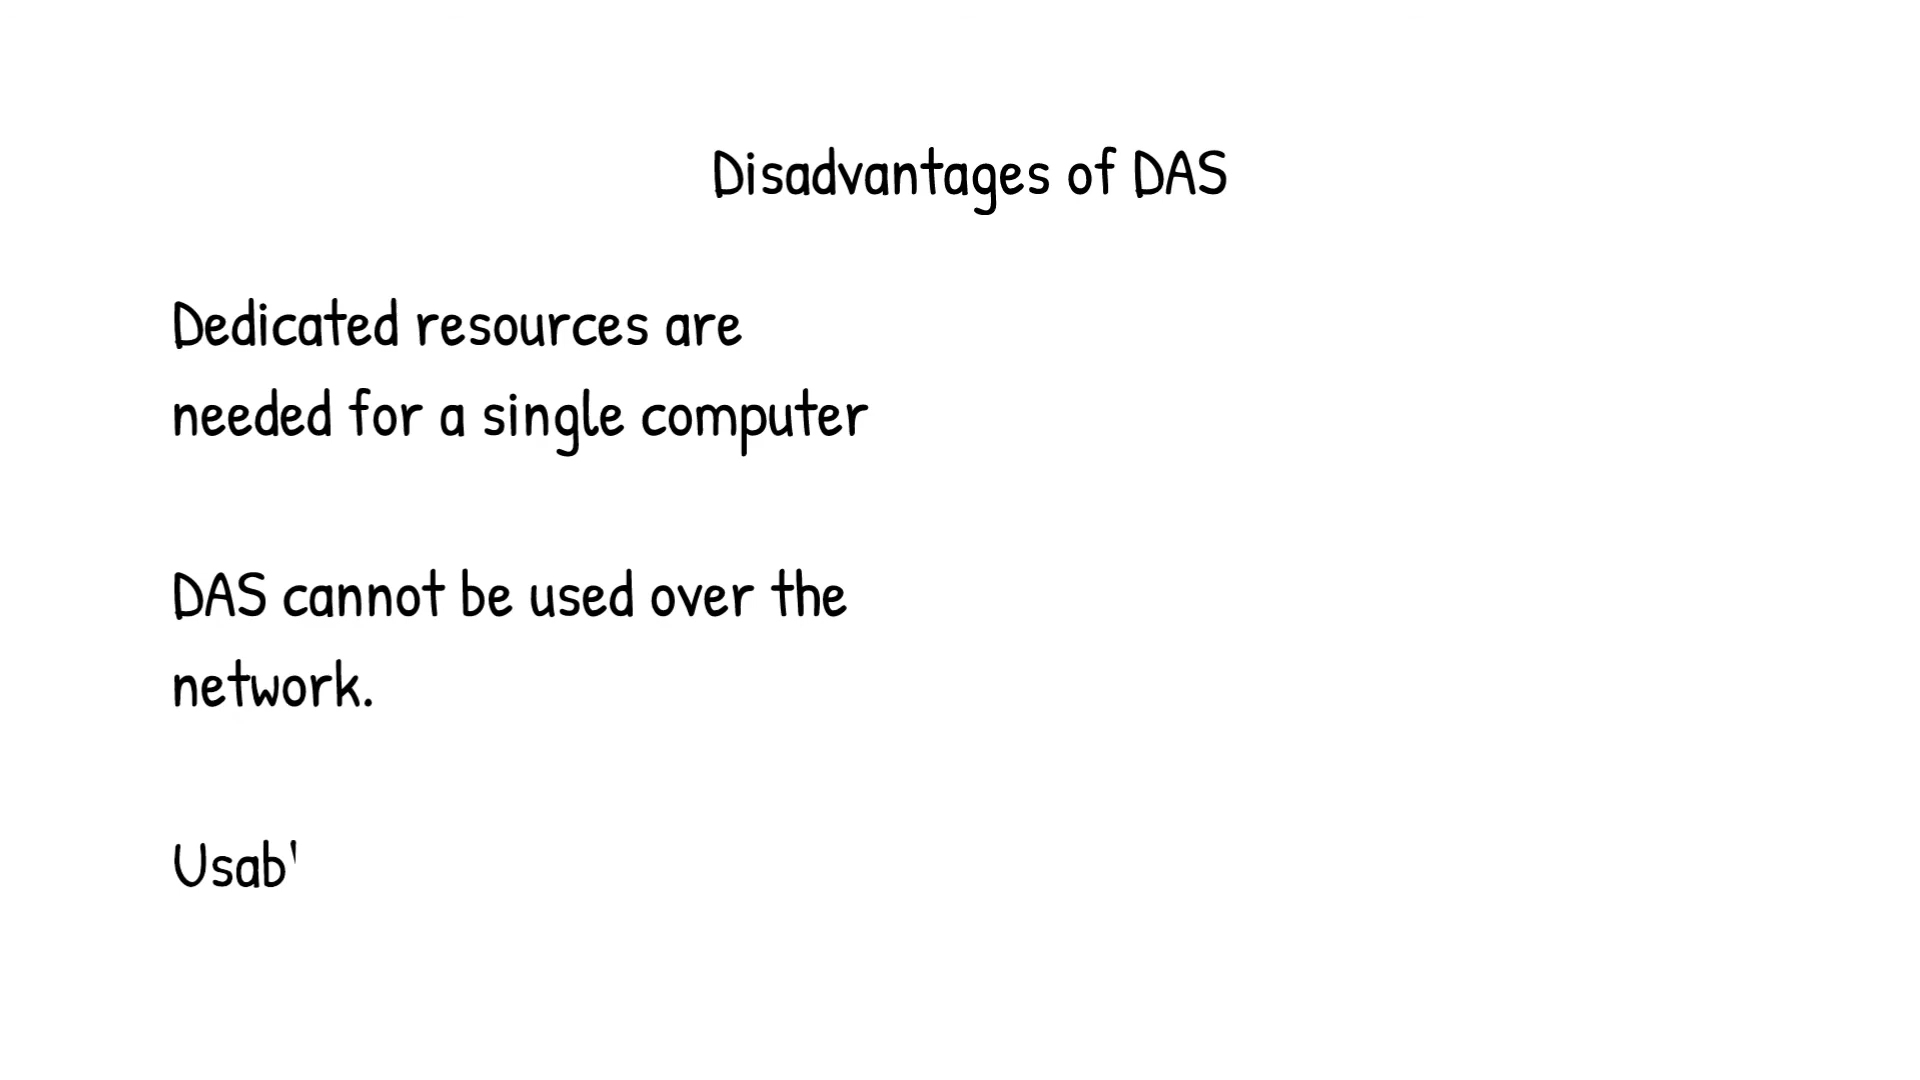 Disadvantages of DAS
Dedicated resources are
needed for a single computer
DAS cannot be used over the
network.
Usab